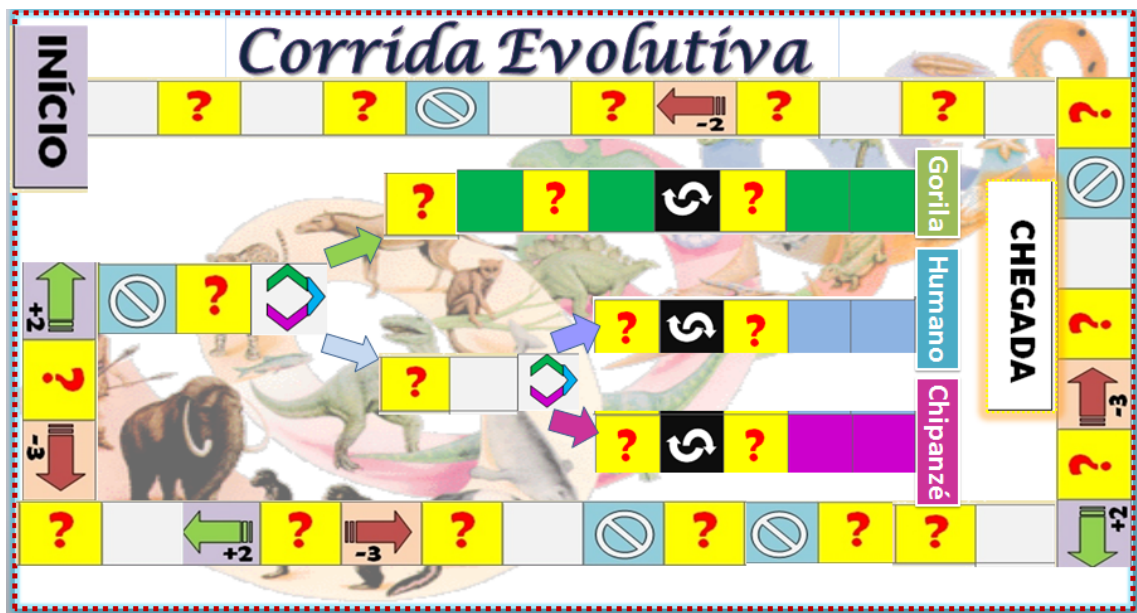 INÍCIO
Corrida Evolutiva
? ? ? -2 ? ?
?
? ? ?
Gorila
+2
?
?
? ?
Humano
CHEGADA
?
? ?
?
-3
-3
? ?
Chipanzé
?
+2
? +2 ? -3 ? ? ? ?